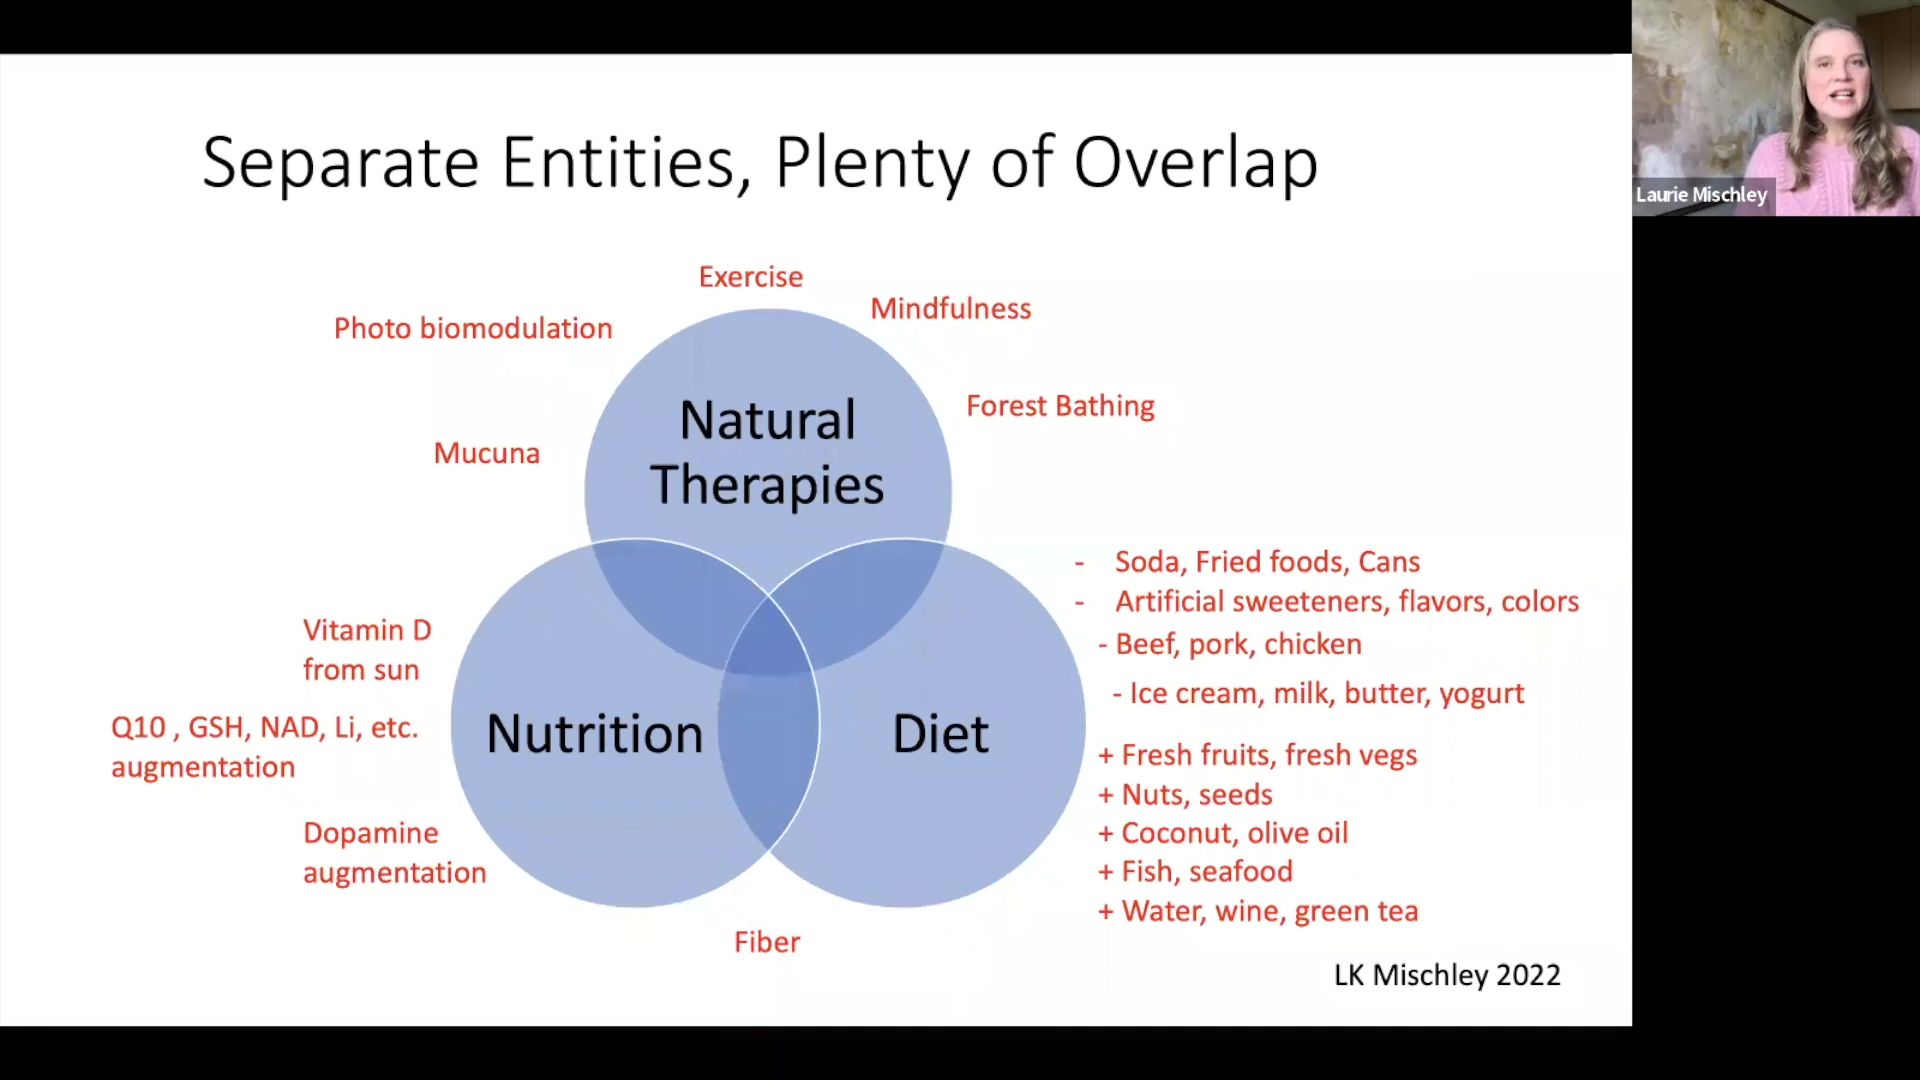 Separate Entities, Plenty of Overlap
Laurie Mischley
Exercise
Mindfulness
Photo biomodulation
Forest Bathing
Mucuna
Natural
Therapies
- Soda, Fried foods, Cans
- Artificial sweeteners, flavors, colors
- Beef, pork, chicken
- Ice cream, milk, butter, yogurt
Vitamin D
from sun
Q10 , GSH, NAD, Li, etc.
augmentation
Nutrition
Diet
+ Fresh fruits, fresh vegs
+ Nuts, seeds
+ Coconut, olive oil
+ Fish, seafood
+ Water, wine, green tea
Dopamine
augmentation
Fiber
LK Mischley 2022